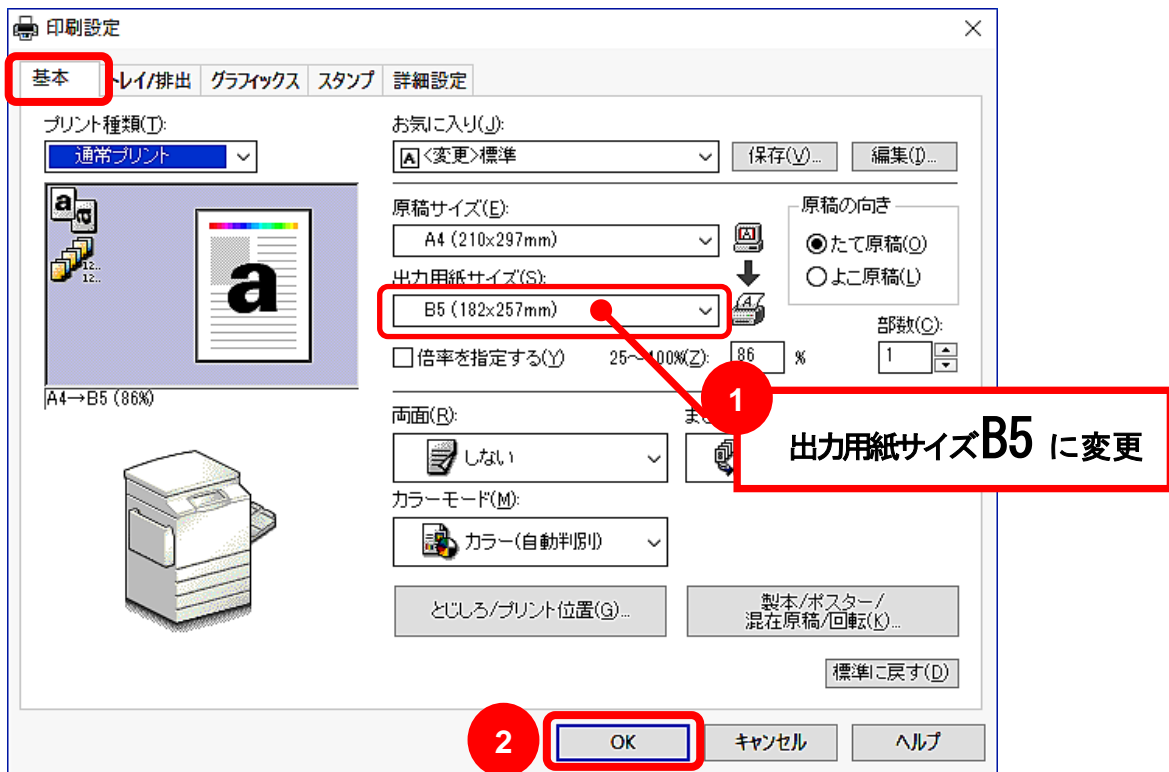 印刷設定
基本 トレイ/排出 グラフィックス スタンプ 詳細設定
プリント種類(T):
通常プリント
お気に入り(J):
<変更>標準 保存(V)... 編集(I)...
原稿サイズ(E):
A4 (210x297mm)
原稿の向き
たて原稿(O)
よこ原稿(L)
出力用紙サイズ(S):
B5 (182x257mm)
部数(C):
倍率を指定する(Y) 25~400%(Z): 86 % 1
A4→B5 (86%)
両面(R):
しない
1
出力用紙サイズB5 に変更
カラーモード(M):
カラー(自動判別)
とじしろ/プリント位置(G)...
製本/ポスター/
混在原稿/回転(K)...
標準に戻す(D)
2 OK キャンセル ヘルプ